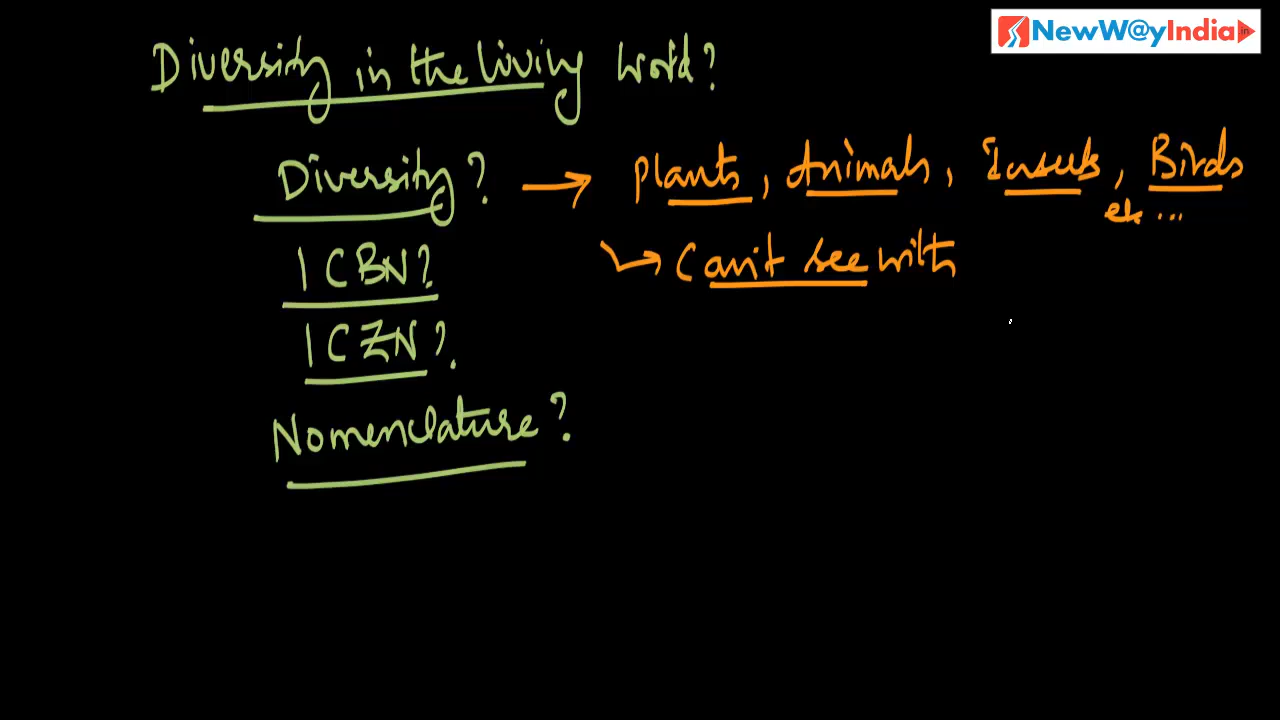 NewW@yIndia.in
Diversity in the living world?
Diversity? → Plants, Animals, Insects, Birds
etc...
ICBN? → Can't see with
ICZN?
Nomenclature?